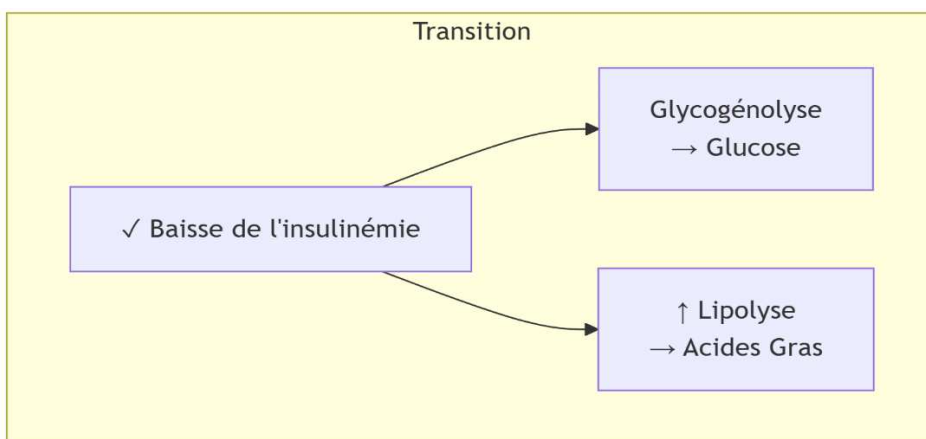 Transition
Glycogénolyse
→ Glucose
✓ Baisse de l'insulinémie
↑ Lipolyse
→ Acides Gras